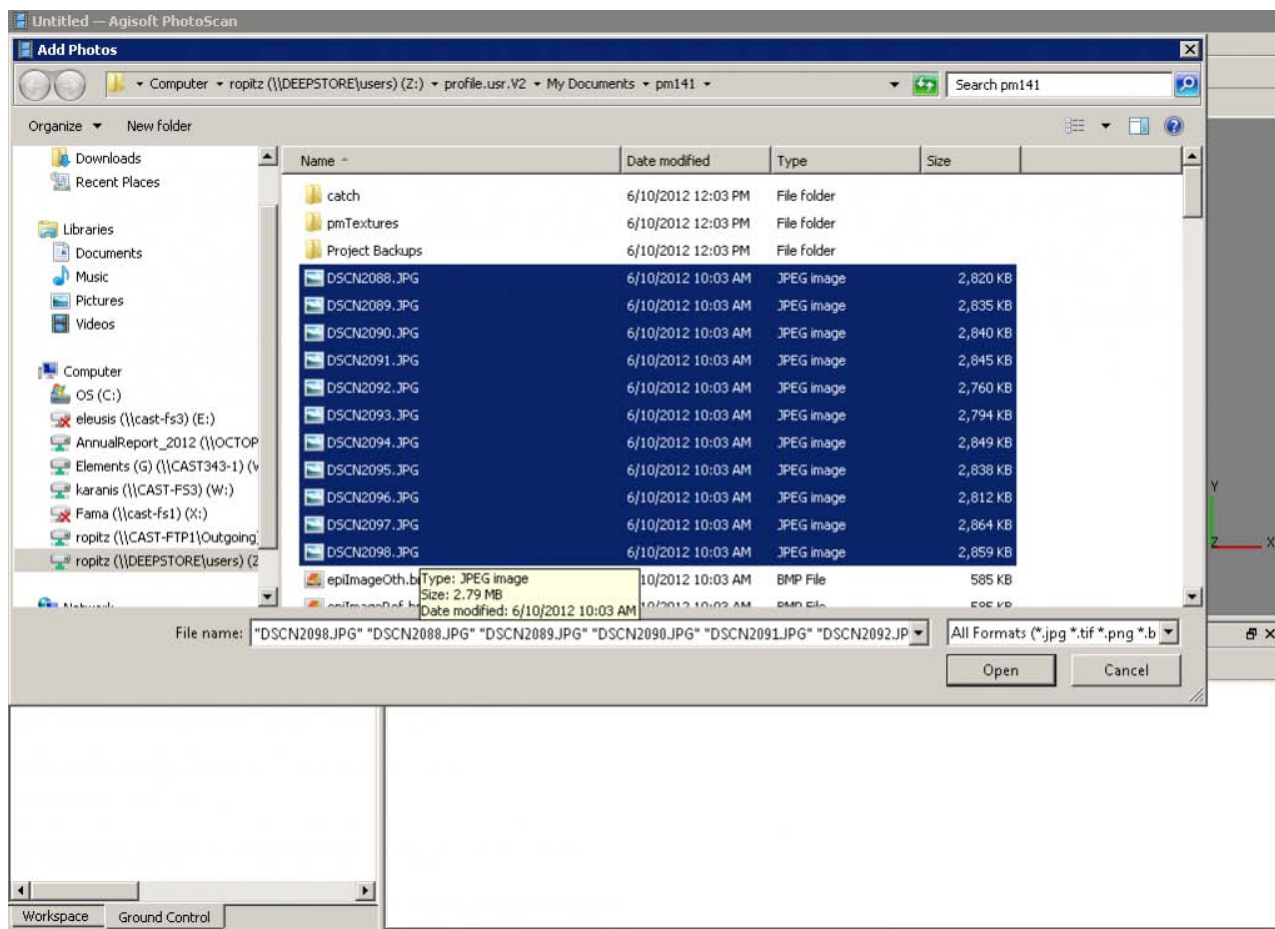 Untitled — Agisoft PhotoScan
Add Photos
Computer ropitz (\\DEEPSTORE\users) (Z:) profile.usr.V2 My Documents pm141
Search pm141
Organize New folder
Downloads
Recent Places
Libraries
Documents
Music
Pictures
Videos
Computer
OS (C:)
eleusis (\\cast-fs3) (E:)
AnnualReport_2012 (\\OCTOP
Elements (G) (\\CAST343-1) (
karanis (\\CAST-FS3) (W:)
Fama (\\cast-fs1) (X:)
ropitz (\\CAST-FTP1\Outgoing
ropitz (\\DEEPSTORE\users) (Z
Name Date modified Type Size
catch 6/10/2012 12:03 PM File folder
pmTextures 6/10/2012 12:03 PM File folder
Project Backups 6/10/2012 12:03 PM File folder
DSCN2088.JPG 6/10/2012 10:03 AM JPEG image 2,820 KB
DSCN2089.JPG 6/10/2012 10:03 AM JPEG image 2,835 KB
DSCN2090.JPG 6/10/2012 10:03 AM JPEG image 2,840 KB
DSCN2091.JPG 6/10/2012 10:03 AM JPEG image 2,845 KB
DSCN2092.JPG 6/10/2012 10:03 AM JPEG image 2,760 KB
DSCN2093.JPG 6/10/2012 10:03 AM JPEG image 2,794 KB
DSCN2094.JPG 6/10/2012 10:03 AM JPEG image 2,849 KB
DSCN2095.JPG 6/10/2012 10:03 AM JPEG image 2,838 KB
DSCN2096.JPG 6/10/2012 10:03 AM JPEG image 2,812 KB
DSCN2097.JPG 6/10/2012 10:03 AM JPEG image 2,864 KB
DSCN2098.JPG 6/10/2012 10:03 AM JPEG image 2,859 KB
epiImageOth.b 10/2012 10:03 AM BMP File 585 KB
Type: JPEG image
Size: 2.79 MB
Date modified: 6/10/2012 10:03 AM
Y
Z X
File name: "DSCN2098.JPG" "DSCN2088.JPG" "DSCN2089.JPG" "DSCN2090.JPG" "DSCN2091.JPG" "DSCN2092.JP
All Formats (*.jpg *.tif *.png *.b
Open Cancel
Workspace Ground Control